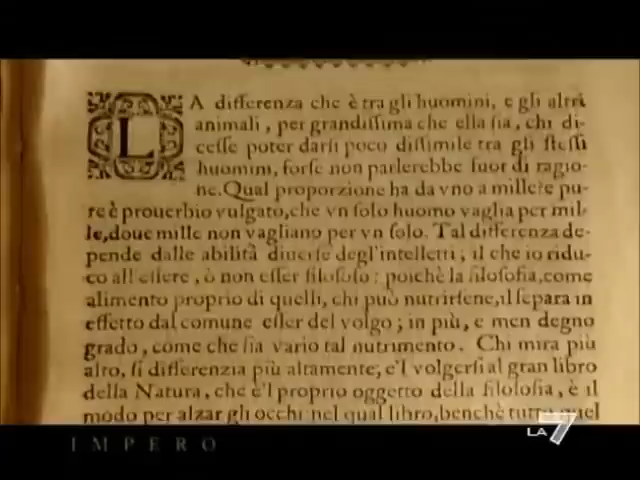 LA differenza che è tra gli huomini, e gli altri
animali, per grandissima che ella sia, chi di-
cesse poter darsi poco dissimile tra gli stessi
huomini, forse non parlerebbe fuor di ragio-
ne. Qual proporzione ha da vno a mille? e pu-
re è prouerbio vulgato, che vn solo huomo vaglia per mil-
le, doue mille non vagliano per vn solo. Tal differenza de-
pende dalle abilità diuerse degl'intelletti; il che io ridu-
co all'essere, ò non esser filosofo: poichè la filosofia, come
alimento proprio di quelli, chi può nutrirsene, il separa in
effetto dal comune esser del volgo; in più, e men degno
grado, come che sia vario tal nutrimento. Chi mira più
alto, si differenzia più altamente; e'l volgersi al gran libro
della Natura, che è'l proprio oggetto della filosofia, è il
modo per alzar gli occhi nel qual libro, benchè tutto quel
IMPERO
LA7